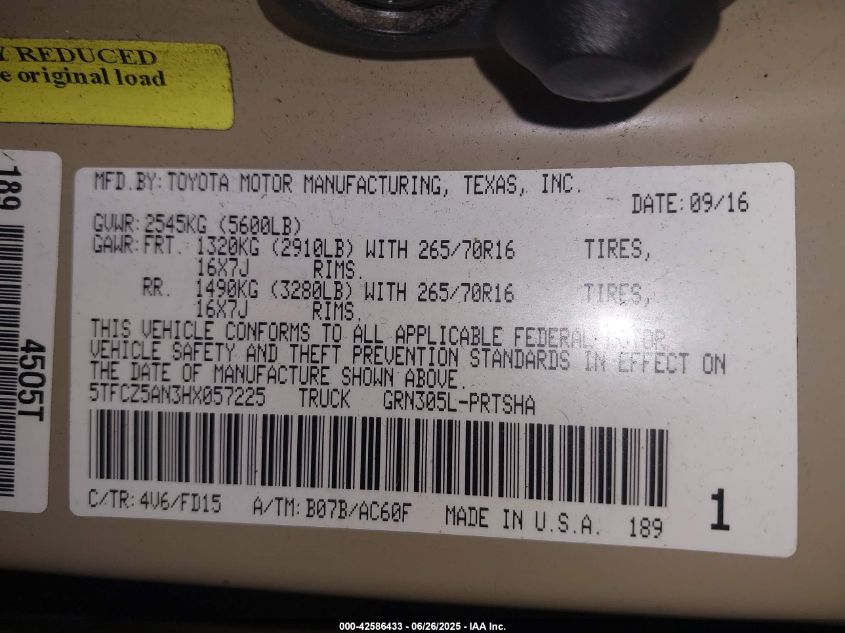 Y REDUCED
e original load
189
4505T
MFD.BY:TOYOTA MOTOR MANUFACTURING, TEXAS, INC.
DATE:09/16
GVWR:2545KG (5600LB)
GAWR:FRT. 1320KG (2910LB) WITH 265/70R16 TIRES,
16X7J RIMS.
RR. 1490KG (3280LB) WITH 265/70R16 TIRES,
16X7J RIMS.
THIS VEHICLE CONFORMS TO ALL APPLICABLE FEDERAL MOTOR
VEHICLE SAFETY AND THEFT PREVENTION STANDARDS IN EFFECT ON
THE DATE OF MANUFACTURE SHOWN ABOVE.
5TFCZ5AN3HX057225 TRUCK GRN305L-PRTSHA
C/TR:4V6/FD15 A/TM:B07B/AC60F MADE IN U.S.A. 189 1
000-42586433 - 06/26/2025 - IAA Inc.